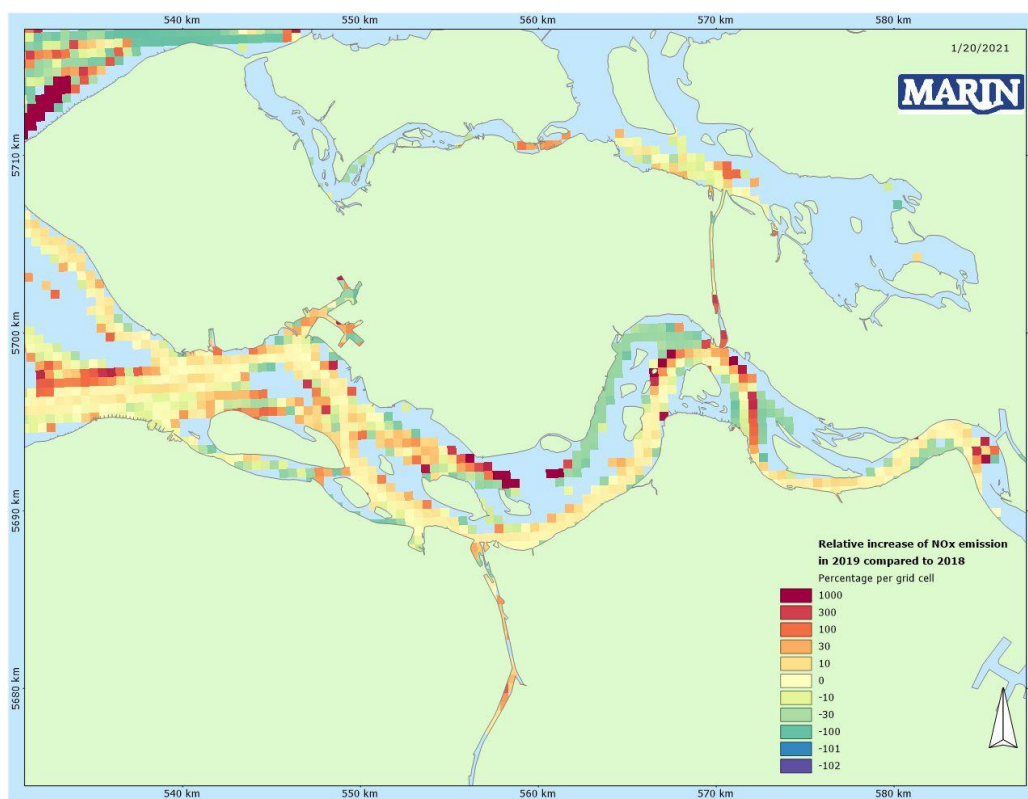 540 km
550 km
560 km
570 km
580 km
1/20/2021
MARIN
5710 km
5700 km
5690 km
5680 km
Relative increase of NOx emission
in 2019 compared to 2018
Percentage per grid cell
1000
300
100
30
10
0
-10
-30
-100
-101
-102
540 km
550 km
560 km
570 km
580 km